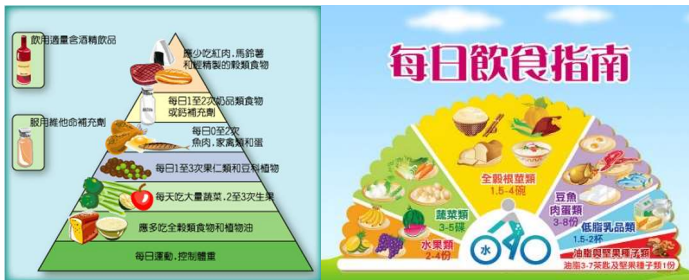 飲用適量含酒精飲品
服用維他命補充劑
應少吃紅肉.馬鈴薯
和經精製的穀類食物
每日1至2次奶品類食物
或鈣補充劑
每日0至2次
魚肉.家禽類和蛋
每日1至3次果仁類和豆科植物
每天吃大量蔬菜.2至3次生果
應多吃全穀類食物和植物油
每日運動.控制體重
每日飲食指南
全穀根莖類
1.5-4碗
蔬菜類
3-5碟
水果類
2-4份
豆魚
肉蛋類
3-8份
低脂乳品類
1.5-2杯
油脂與堅果種子類
油脂3-7茶匙及堅果種子類1份
水